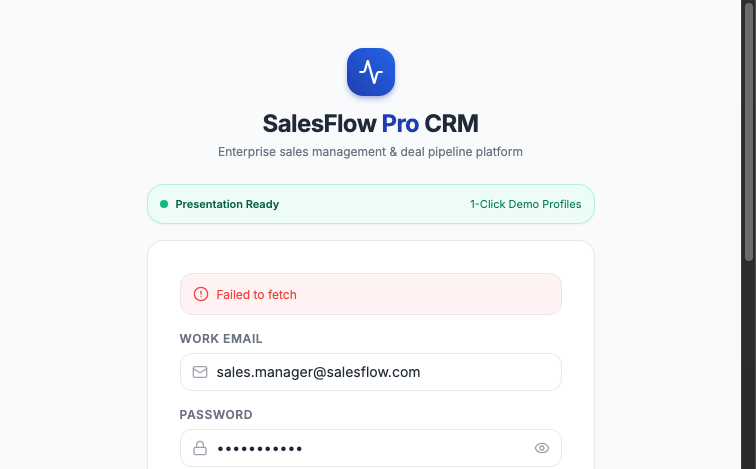 SalesFlow Pro CRM
Enterprise sales management & deal pipeline platform
Presentation Ready
1-Click Demo Profiles
Failed to fetch
WORK EMAIL
sales.manager@salesflow.com
PASSWORD
•••••••••••